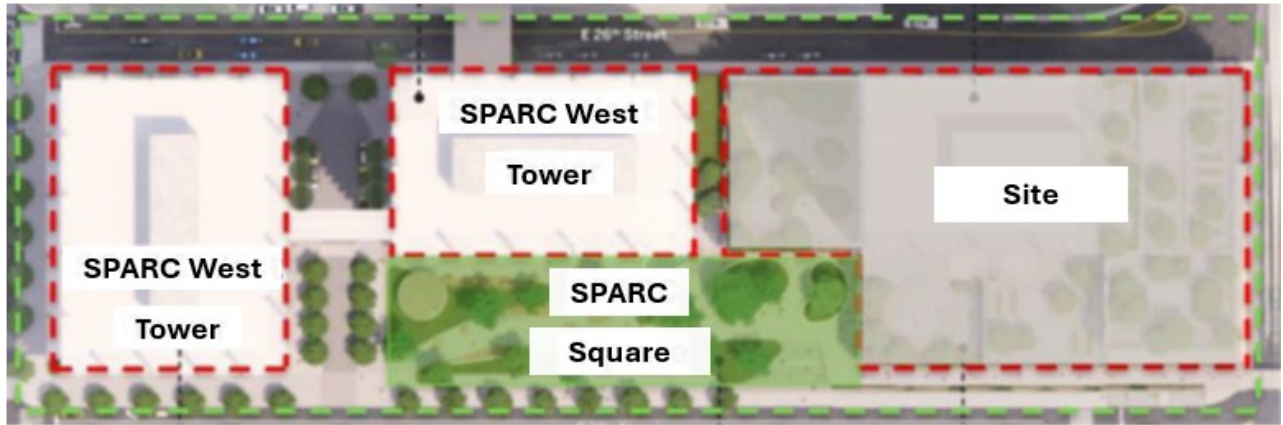 E 26th Street
SPARC West
Tower
Site
SPARC West
Tower
SPARC
Square